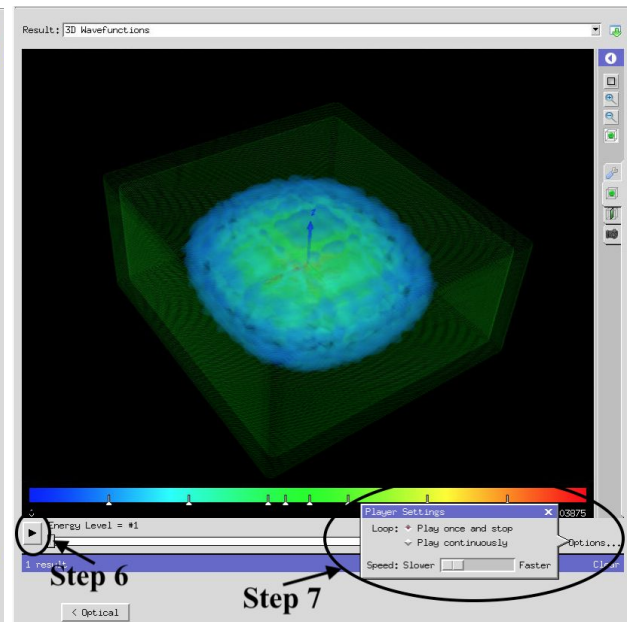 Result: 3D Wavefunctions
z
Player Settings
03875
Energy Level = #1
Loop: Play once and stop
Play continuously
Options...
Speed: Slower Faster
1 result
Clear
Step 6
Step 7
< Optical